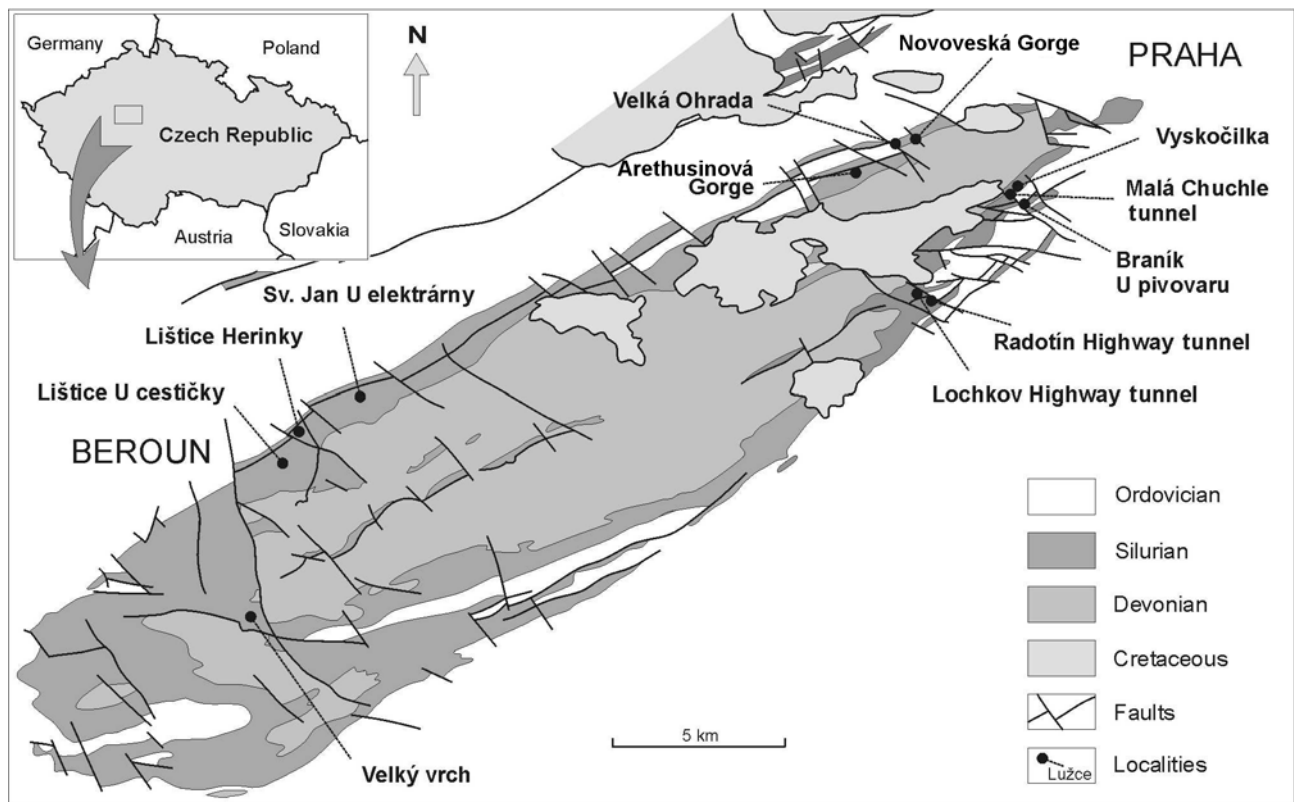 Germany
Poland
Czech Republic
Austria
Slovakia
N
Novoveská Gorge
PRAHA
Velká Ohrada
Vyskočilka
Arethusinová
Gorge
Malá Chuchle
tunnel
Braník
U pivovaru
Sv. Jan U elektrárny
Lištice Herinky
Radotín Highway tunnel
Lištice U cestičky
Lochkov Highway tunnel
BEROUN
Ordovician
Silurian
Devonian
Cretaceous
Faults
5 km
Velký vrch
Lužce
Localities